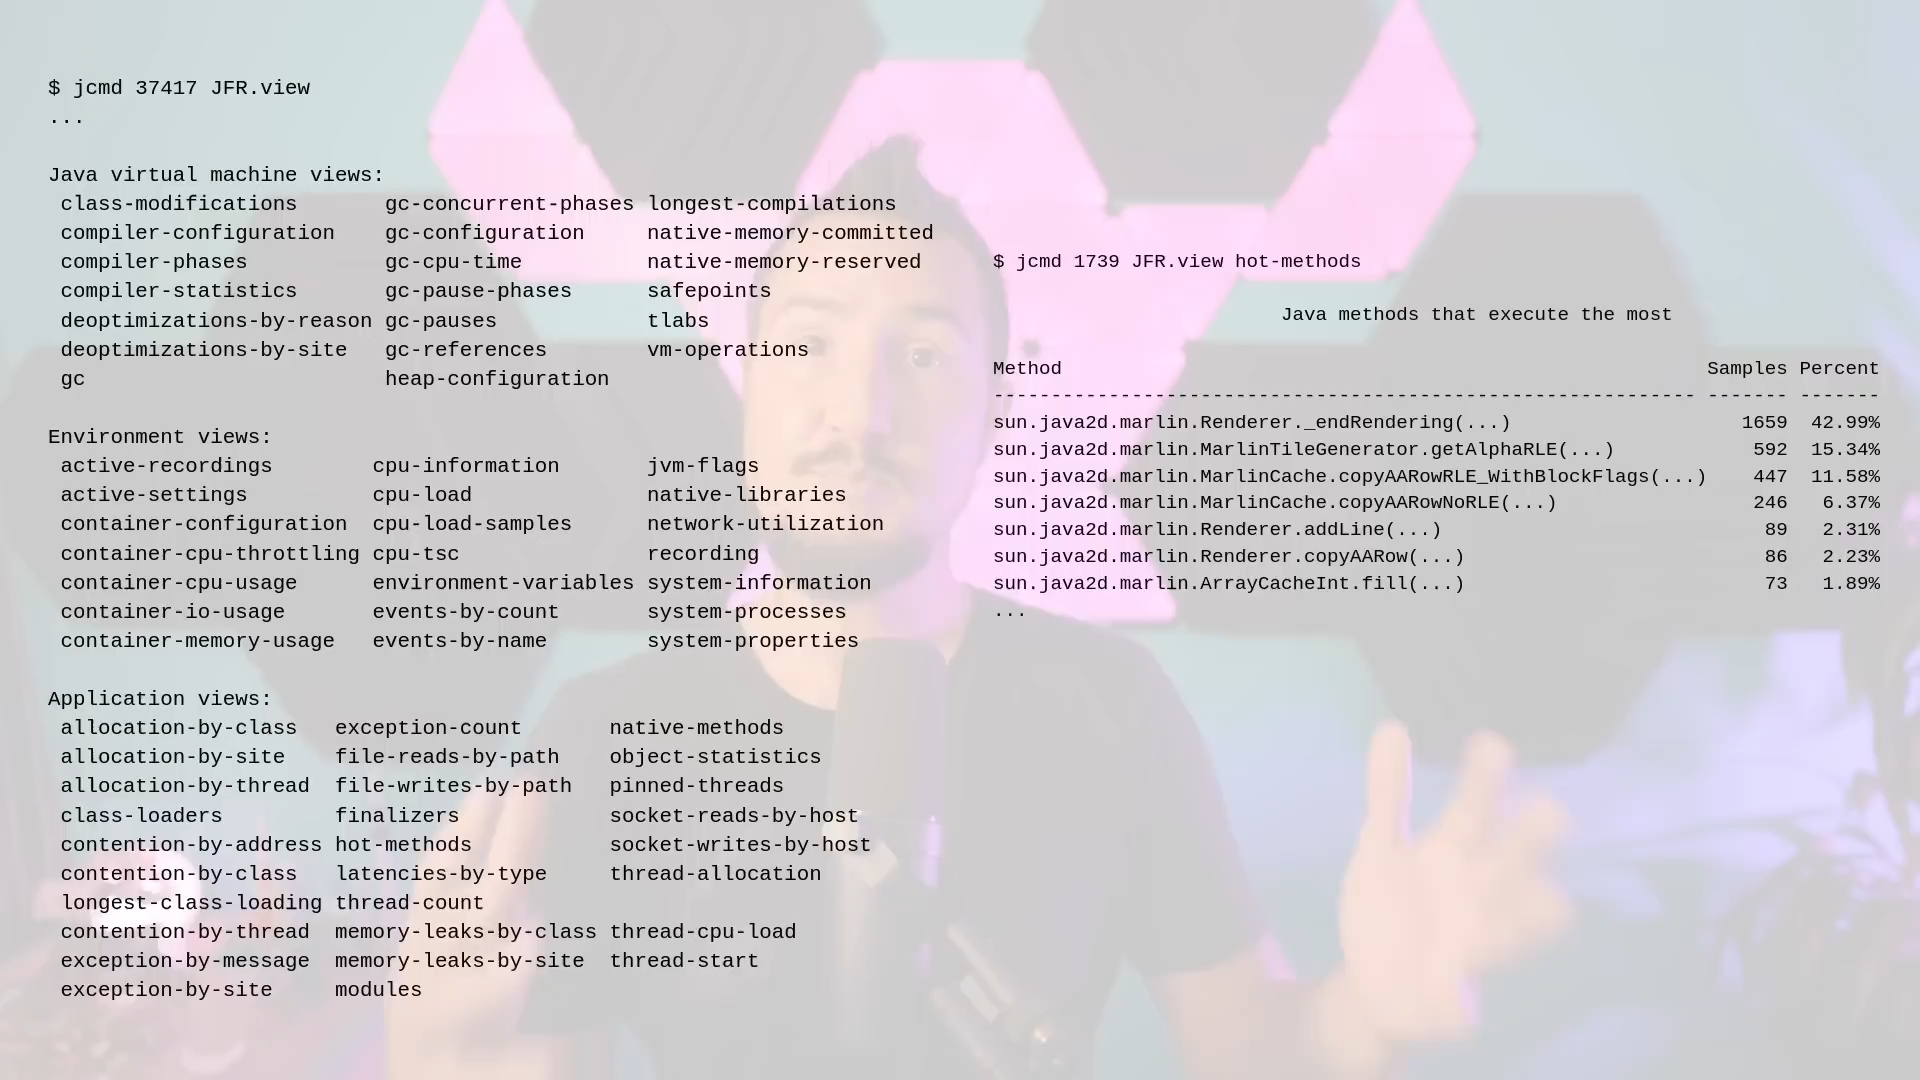 $ jcmd 37417 JFR.view
...
Java virtual machine views:
class-modifications gc-concurrent-phases longest-compilations
compiler-configuration gc-configuration native-memory-committed
compiler-phases gc-cpu-time native-memory-reserved
compiler-statistics gc-pause-phases safepoints
deoptimizations-by-reason gc-pauses tlabs
deoptimizations-by-site gc-references vm-operations
gc heap-configuration
Environment views:
active-recordings cpu-information jvm-flags
active-settings cpu-load native-libraries
container-configuration cpu-load-samples network-utilization
container-cpu-throttling cpu-tsc recording
container-cpu-usage environment-variables system-information
container-io-usage events-by-count system-processes
container-memory-usage events-by-name system-properties
Application views:
allocation-by-class exception-count native-methods
allocation-by-site file-reads-by-path object-statistics
allocation-by-thread file-writes-by-path pinned-threads
class-loaders finalizers socket-reads-by-host
contention-by-address hot-methods socket-writes-by-host
contention-by-class latencies-by-type thread-allocation
longest-class-loading thread-count
contention-by-thread memory-leaks-by-class thread-cpu-load
exception-by-message memory-leaks-by-site thread-start
exception-by-site modules
$ jcmd 1739 JFR.view hot-methods
Java methods that execute the most
Method Samples Percent
------------------------------------------------------------- ------- -------
sun.java2d.marlin.Renderer._endRendering(...) 1659 42.99%
sun.java2d.marlin.MarlinTileGenerator.getAlphaRLE(...) 592 15.34%
sun.java2d.marlin.MarlinCache.copyAARowRLE_WithBlockFlags(...) 447 11.58%
sun.java2d.marlin.MarlinCache.copyAARowNoRLE(...) 246 6.37%
sun.java2d.marlin.Renderer.addLine(...) 89 2.31%
sun.java2d.marlin.Renderer.copyAARow(...) 86 2.23%
sun.java2d.marlin.ArrayCacheInt.fill(...) 73 1.89%
...